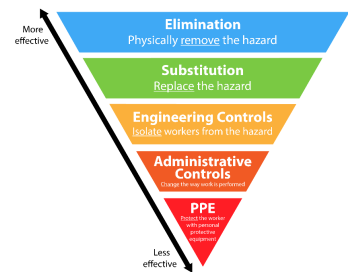 More
effective
Elimination
Physically remove the hazard
Substitution
Replace the hazard
Engineering Controls
Isolate workers from the hazard
Administrative
Controls
Change the way work is performed
PPE
Protect the worker
with personal
protective
equipment
Less
effective